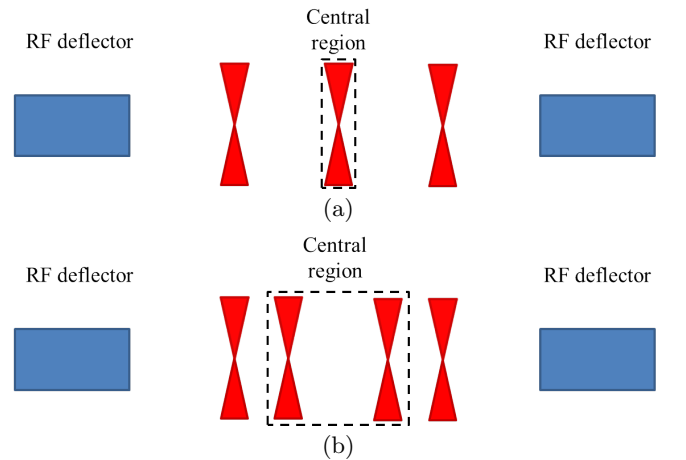 Central
region
RF deflector
RF deflector
(a)
Central
region
RF deflector
RF deflector
(b)